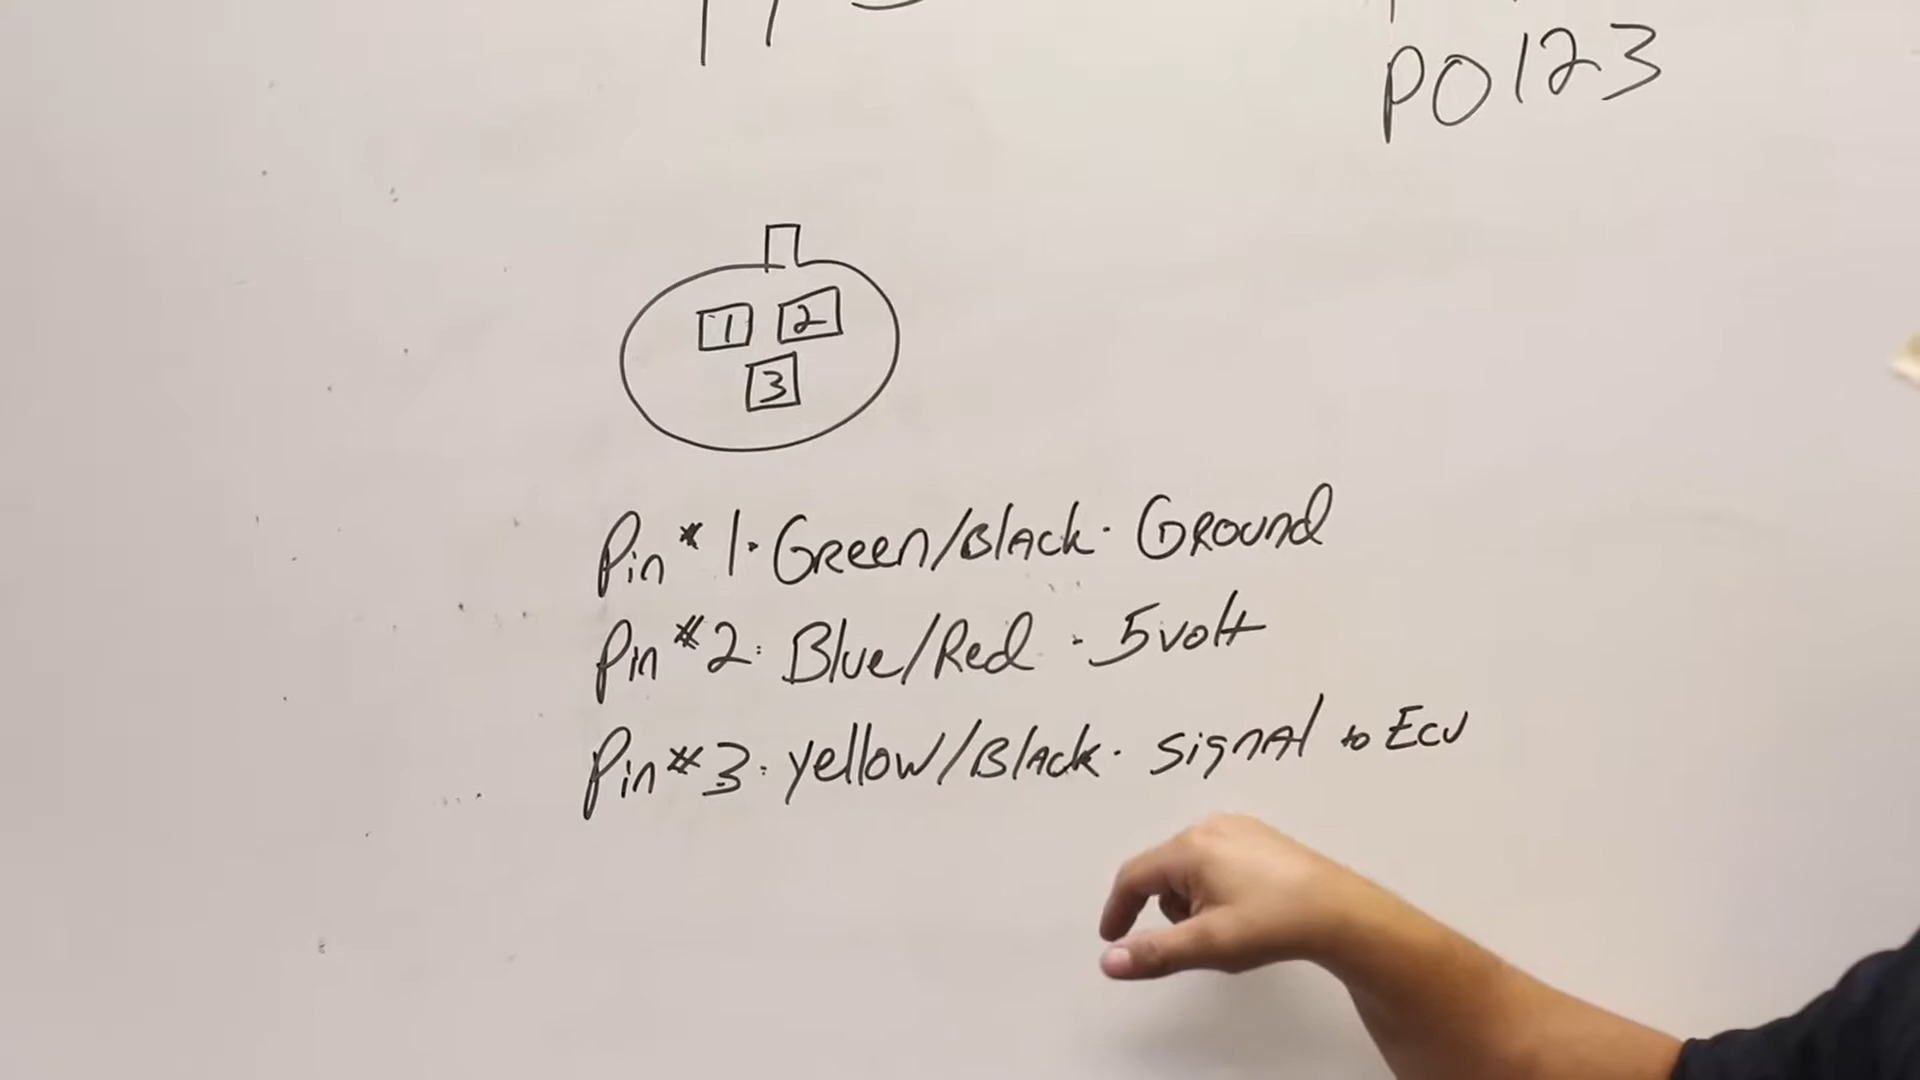 P0123
1 2
3
Pin #1. Green/Black. Ground
Pin #2: Blue/Red. 5volt
Pin #3: yellow/Black. signal to Ecu